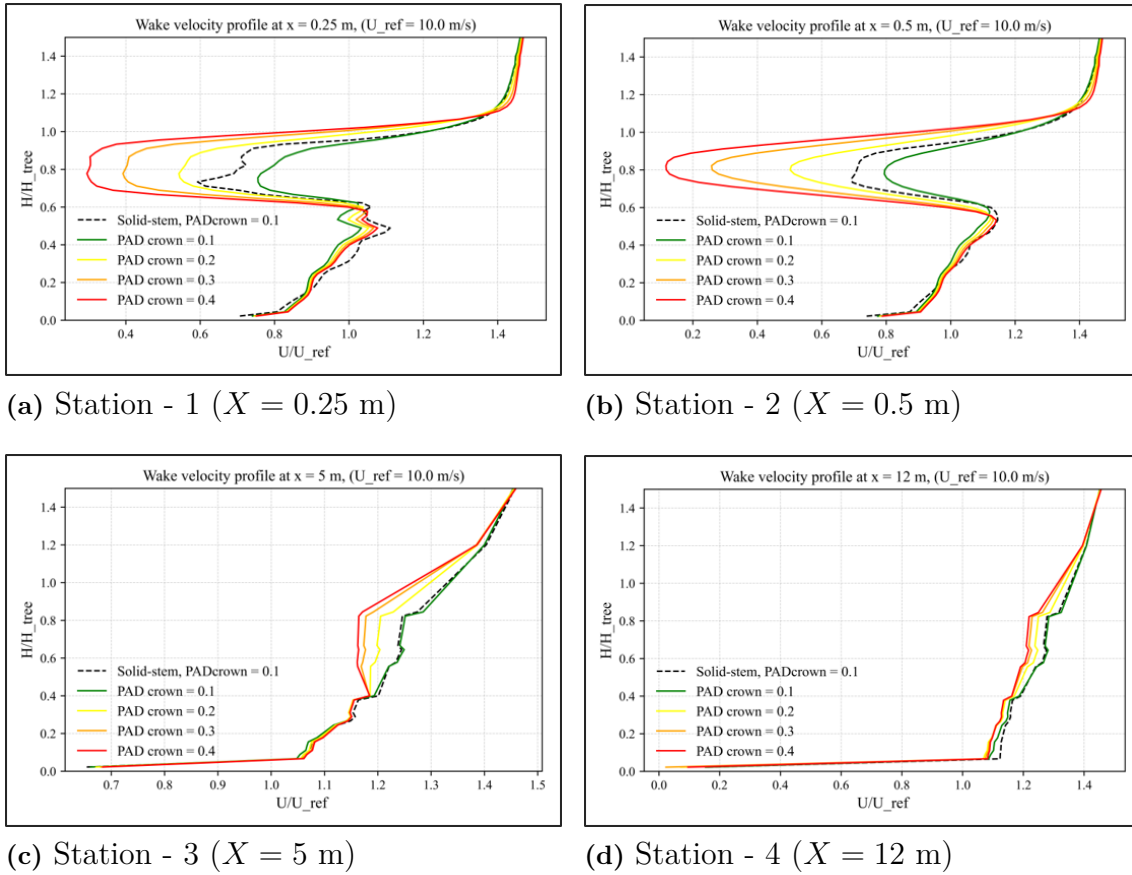 Wake velocity profile at x = 0.25 m, (U_ref = 10.0 m/s)
H/H_tree
1.4
1.2
1.0
0.8
0.6
0.4
0.2
0.0
Solid-stem, PADcrown = 0.1
PAD crown = 0.1
PAD crown = 0.2
PAD crown = 0.3
PAD crown = 0.4
0.4 0.6 0.8 1.0 1.2 1.4
U/U_ref
(a) Station - 1 (X = 0.25 m)
Wake velocity profile at x = 0.5 m, (U_ref = 10.0 m/s)
H/H_tree
1.4
1.2
1.0
0.8
0.6
0.4
0.2
0.0
Solid-stem, PADcrown = 0.1
PAD crown = 0.1
PAD crown = 0.2
PAD crown = 0.3
PAD crown = 0.4
0.2 0.4 0.6 0.8 1.0 1.2 1.4
U/U_ref
(b) Station - 2 (X = 0.5 m)
Wake velocity profile at x = 5 m, (U_ref = 10.0 m/s)
H/H_tree
1.4
1.2
1.0
0.8
0.6
0.4
0.2
0.0
Solid-stem, PADcrown = 0.1
PAD crown = 0.1
PAD crown = 0.2
PAD crown = 0.3
PAD crown = 0.4
0.7 0.8 0.9 1.0 1.1 1.2 1.3 1.4 1.5
U/U_ref
(c) Station - 3 (X = 5 m)
Wake velocity profile at x = 12 m, (U_ref = 10.0 m/s)
H/H_tree
1.4
1.2
1.0
0.8
0.6
0.4
0.2
0.0
Solid-stem, PADcrown = 0.1
PAD crown = 0.1
PAD crown = 0.2
PAD crown = 0.3
PAD crown = 0.4
0.0 0.2 0.4 0.6 0.8 1.0 1.2 1.4
U/U_ref
(d) Station - 4 (X = 12 m)